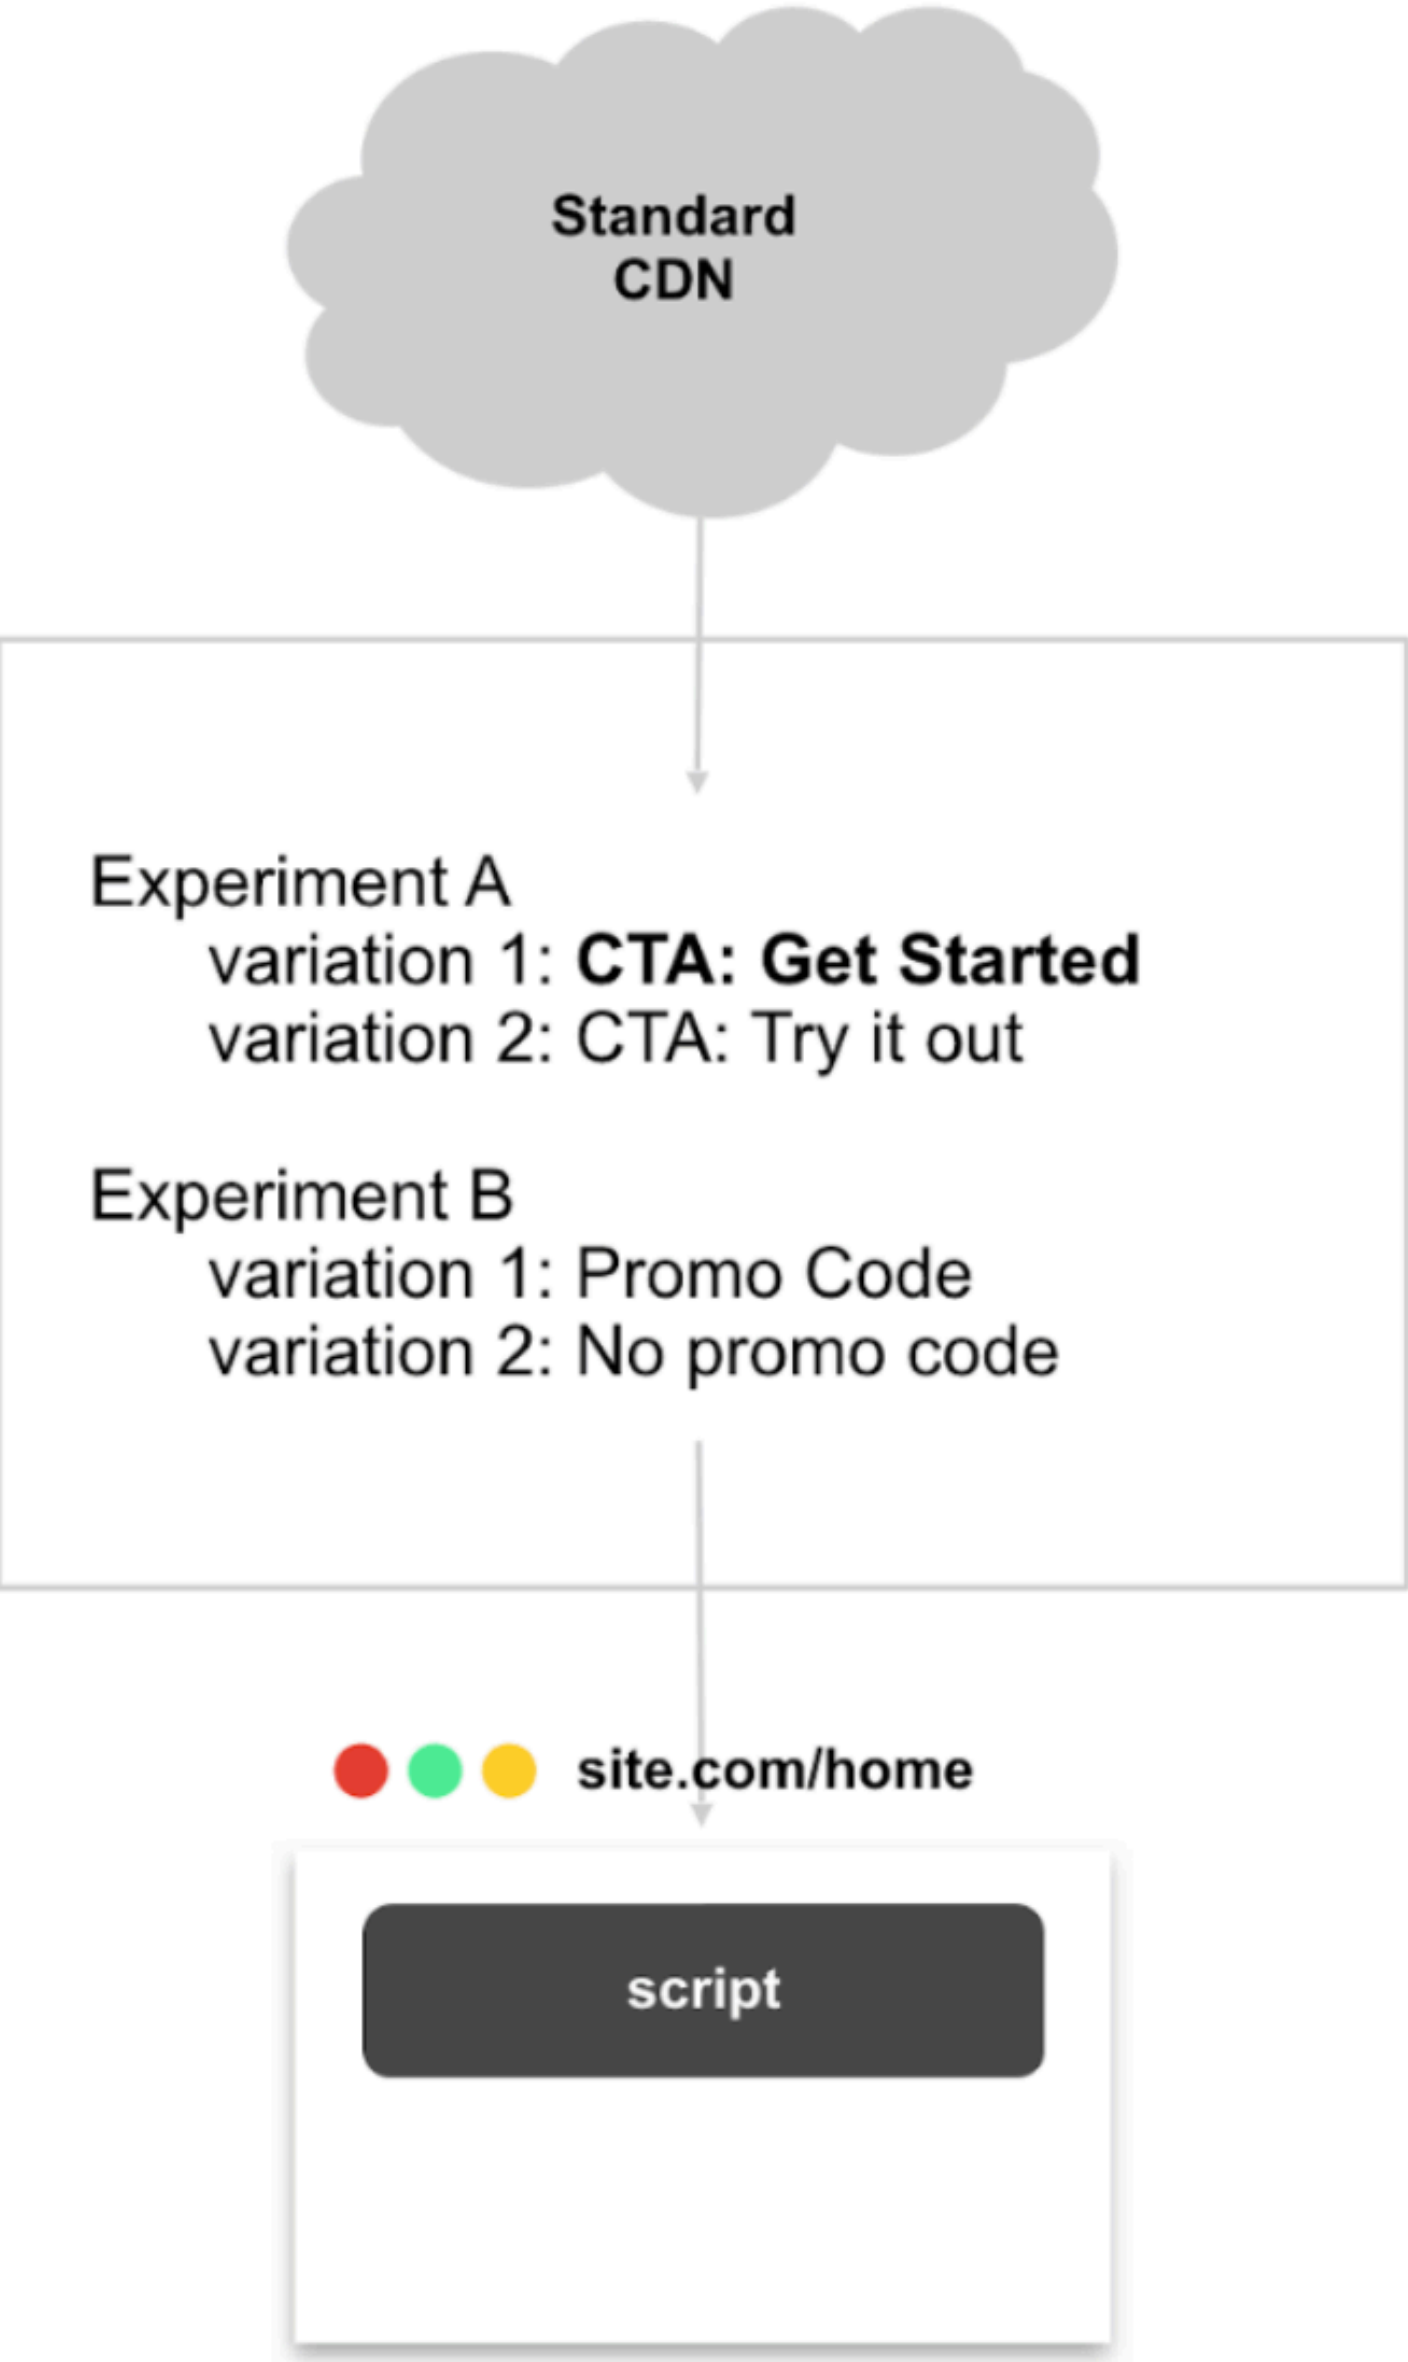 Standard
CDN
Experiment A
variation 1: CTA: Get Started
variation 2: CTA: Try it out
Experiment B
variation 1: Promo Code
variation 2: No promo code
site.com/home
script